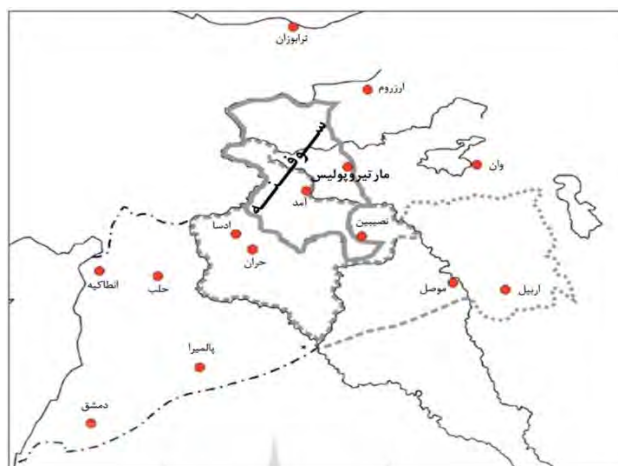 ترابوزان
ارزروم
وان
سوفنه
مارتیروپولیس
آمد
ادسا
نصیبین
حران
انطاکیه
حلب
موصل
اربیل
پالمیرا
دمشق